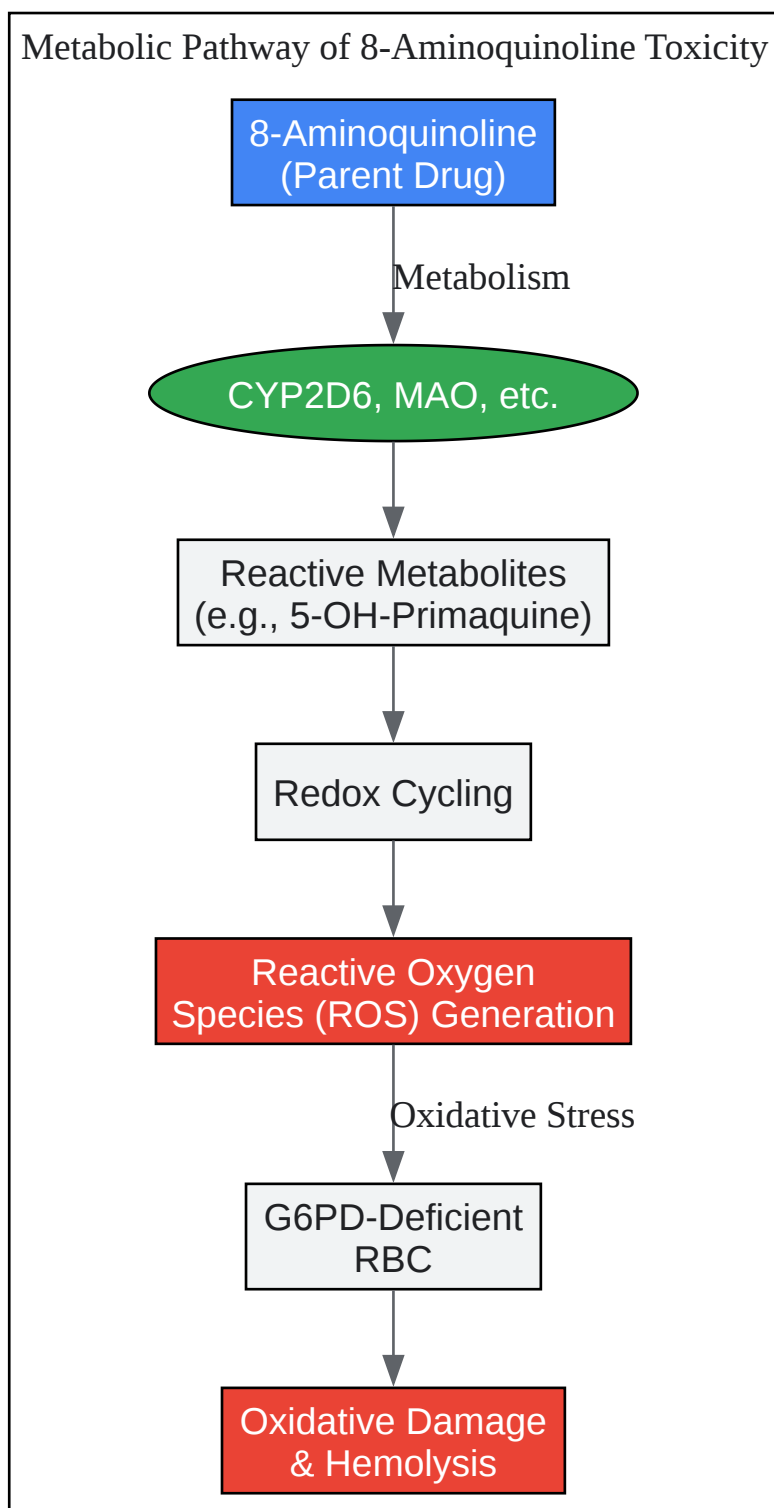 Metabolic Pathway of 8-Aminoquinoline Toxicity
8-Aminoquinoline
(Parent Drug)
Metabolism
CYP2D6, MAO, etc.
Reactive Metabolites
(e.g., 5-OH-Primaquine)
Redox Cycling
Reactive Oxygen
Species (ROS) Generation
Oxidative Stress
G6PD-Deficient
RBC
Oxidative Damage
& Hemolysis